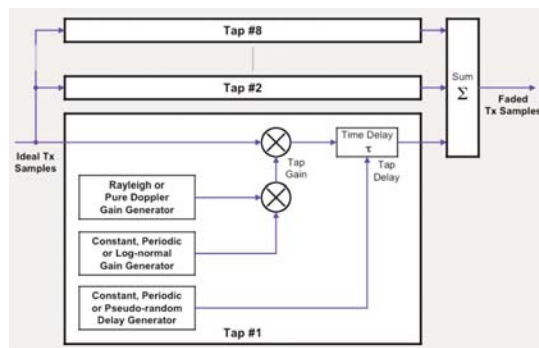 Tap #8
Tap #2
Sum
Σ
Faded
Tx Samples
Ideal Tx
Samples
Tap
Gain
Time Delay
τ
Tap
Delay
Rayleigh or
Pure Doppler
Gain Generator
Constant, Periodic
or Log-normal
Gain Generator
Constant, Periodic
or Pseudo-random
Delay Generator
Tap #1